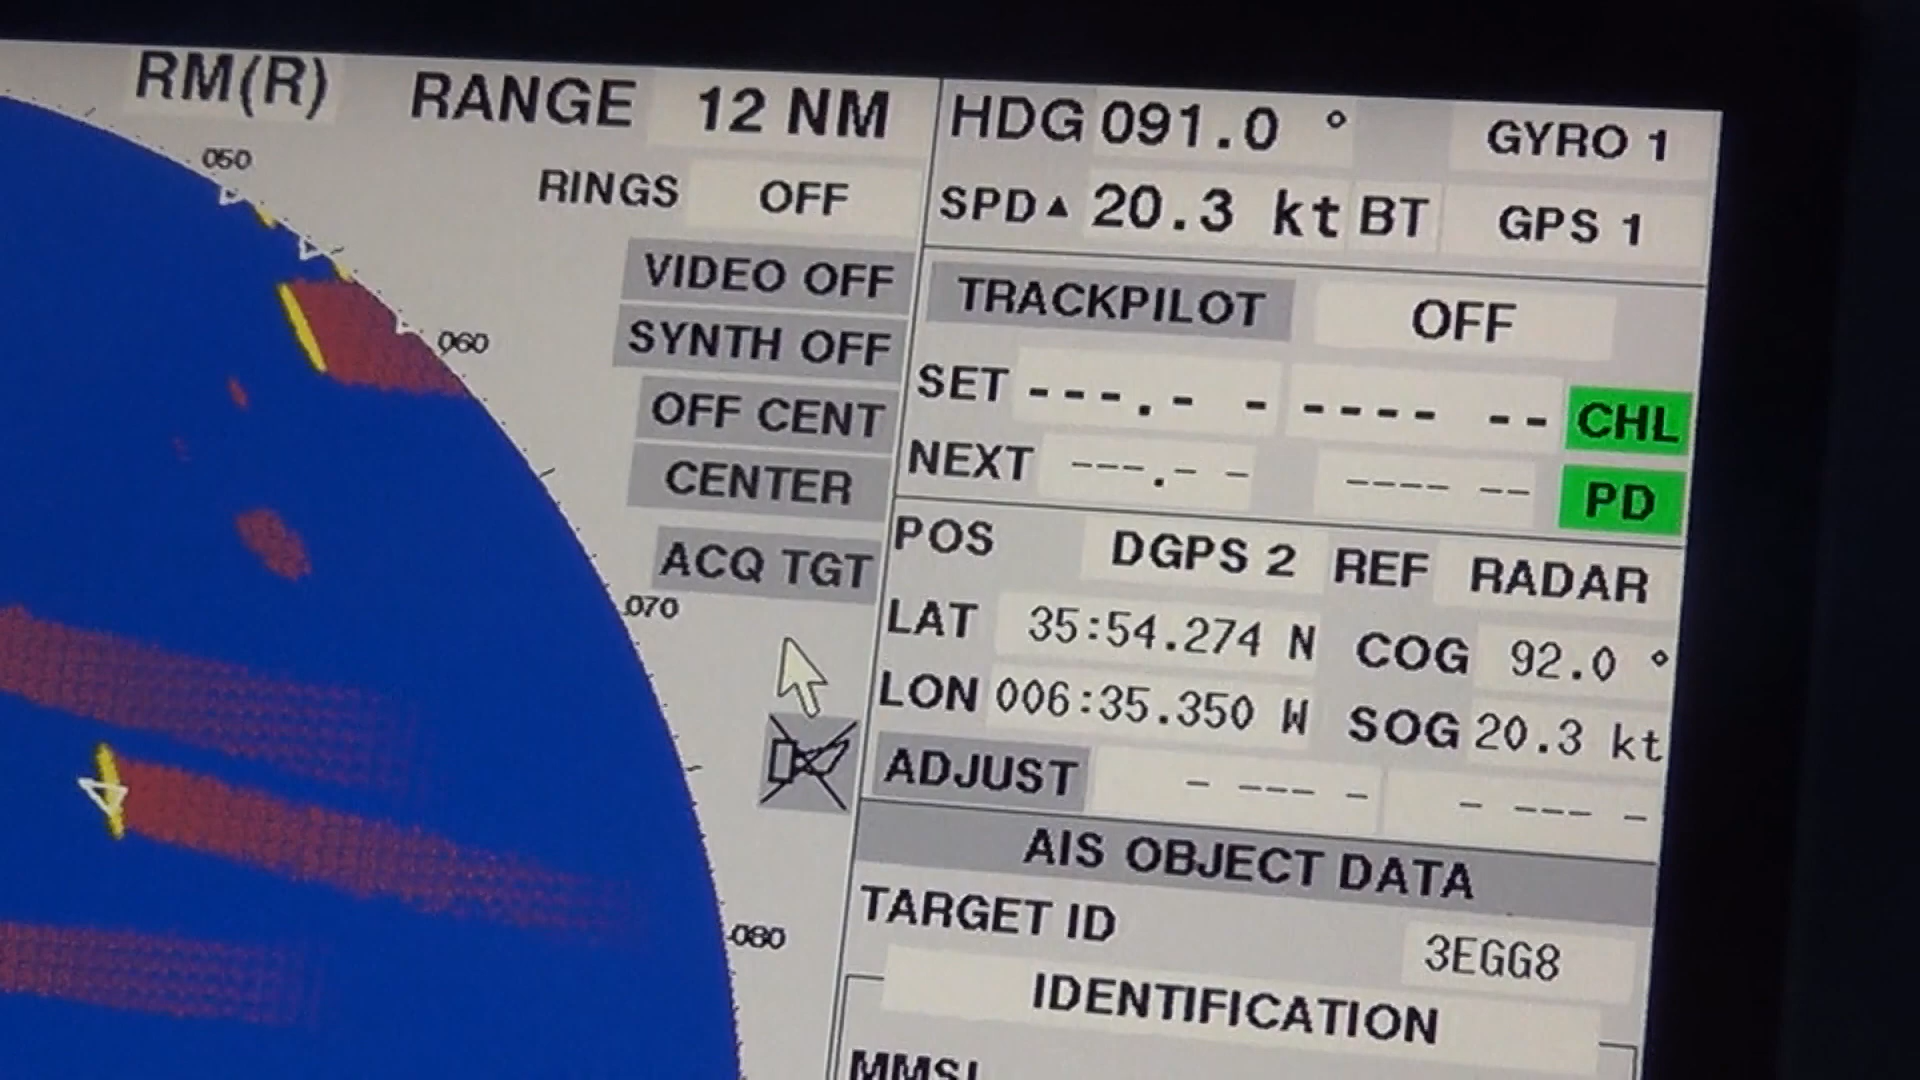 RM(R) RANGE 12 NM
RINGS OFF
VIDEO OFF
SYNTH OFF
OFF CENT
CENTER
ACQ TGT
050
060
070
080
HDG 091.0 ° GYRO 1
SPD▲ 20.3 kt BT GPS 1
TRACKPILOT OFF
SET ---.- - ---- -- CHL
NEXT ---.- - ---- -- PD
POS DGPS 2 REF RADAR
LAT 35:54.274 N COG 92.0 °
LON 006:35.350 W SOG 20.3 kt
ADJUST - --- - - --- -
AIS OBJECT DATA
TARGET ID
3EGG8
IDENTIFICATION
MMSI